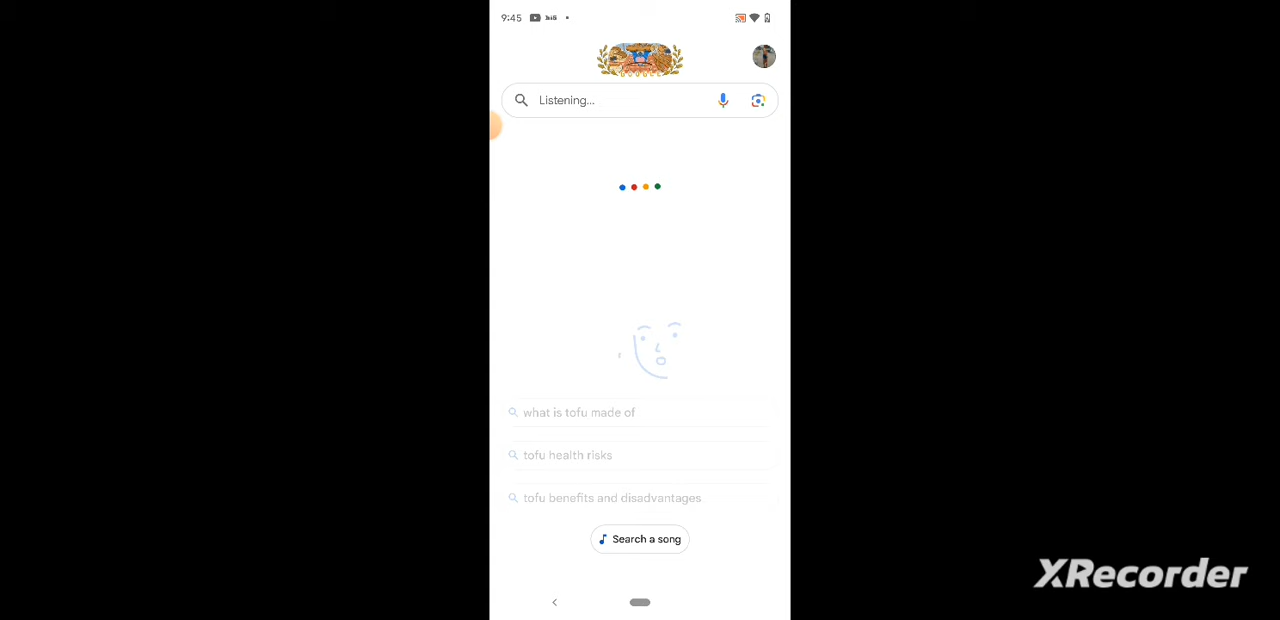 9:45
Listening...
what is tofu made of
tofu health risks
tofu benefits and disadvantages
Search a song
XRecorder